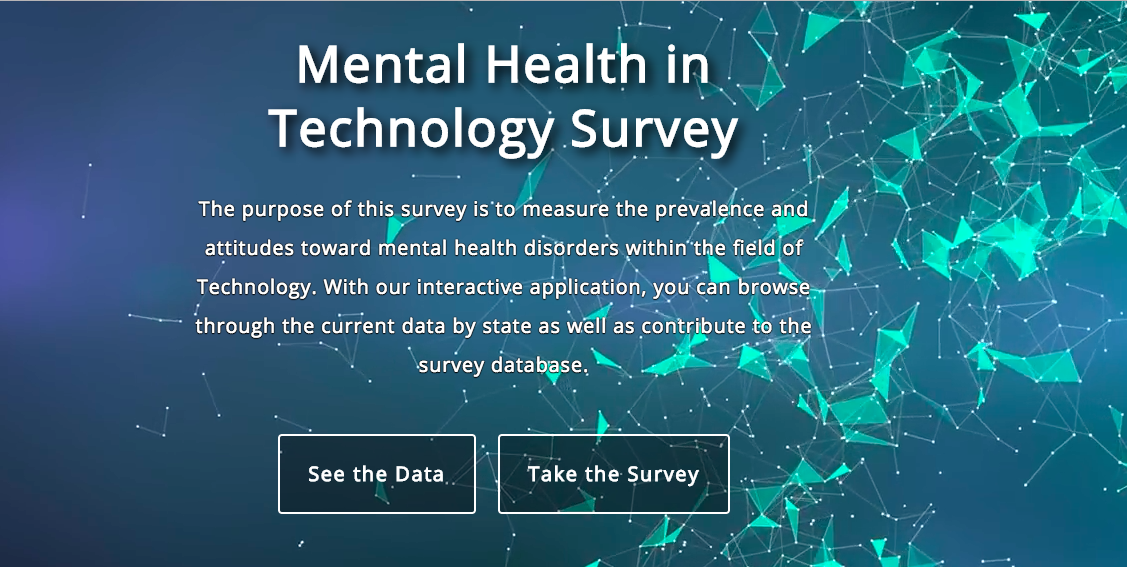 Mental Health in
Technology Survey
The purpose of this survey is to measure the prevalence and
attitudes toward mental health disorders within the field of
Technology. With our interactive application, you can browse
through the current data by state as well as contribute to the
survey database.
See the Data
Take the Survey